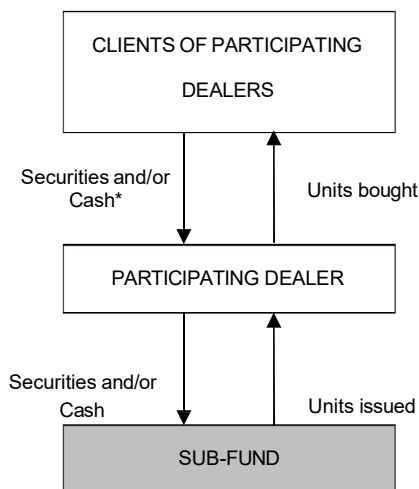 CLIENTS OF PARTICIPATING
DEALERS
Securities and/or
Cash*
Units bought
PARTICIPATING DEALER
Securities and/or
Cash
Units issued
SUB-FUND